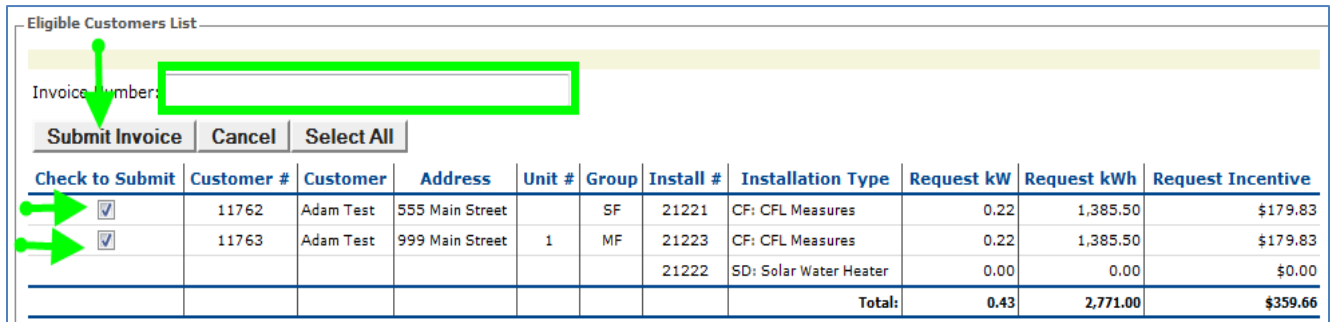 Eligible Customers List
Invoice Number:
Submit Invoice Cancel Select All
Check to Submit Customer # Customer Address Unit # Group Install # Installation Type Request kW Request kWh Request Incentive
11762 Adam Test 555 Main Street SF 21221 CF: CFL Measures 0.22 1,385.50 $179.83
11763 Adam Test 999 Main Street 1 MF 21223 CF: CFL Measures 0.22 1,385.50 $179.83
21222 SD: Solar Water Heater 0.00 0.00 $0.00
Total: 0.43 2,771.00 $359.66